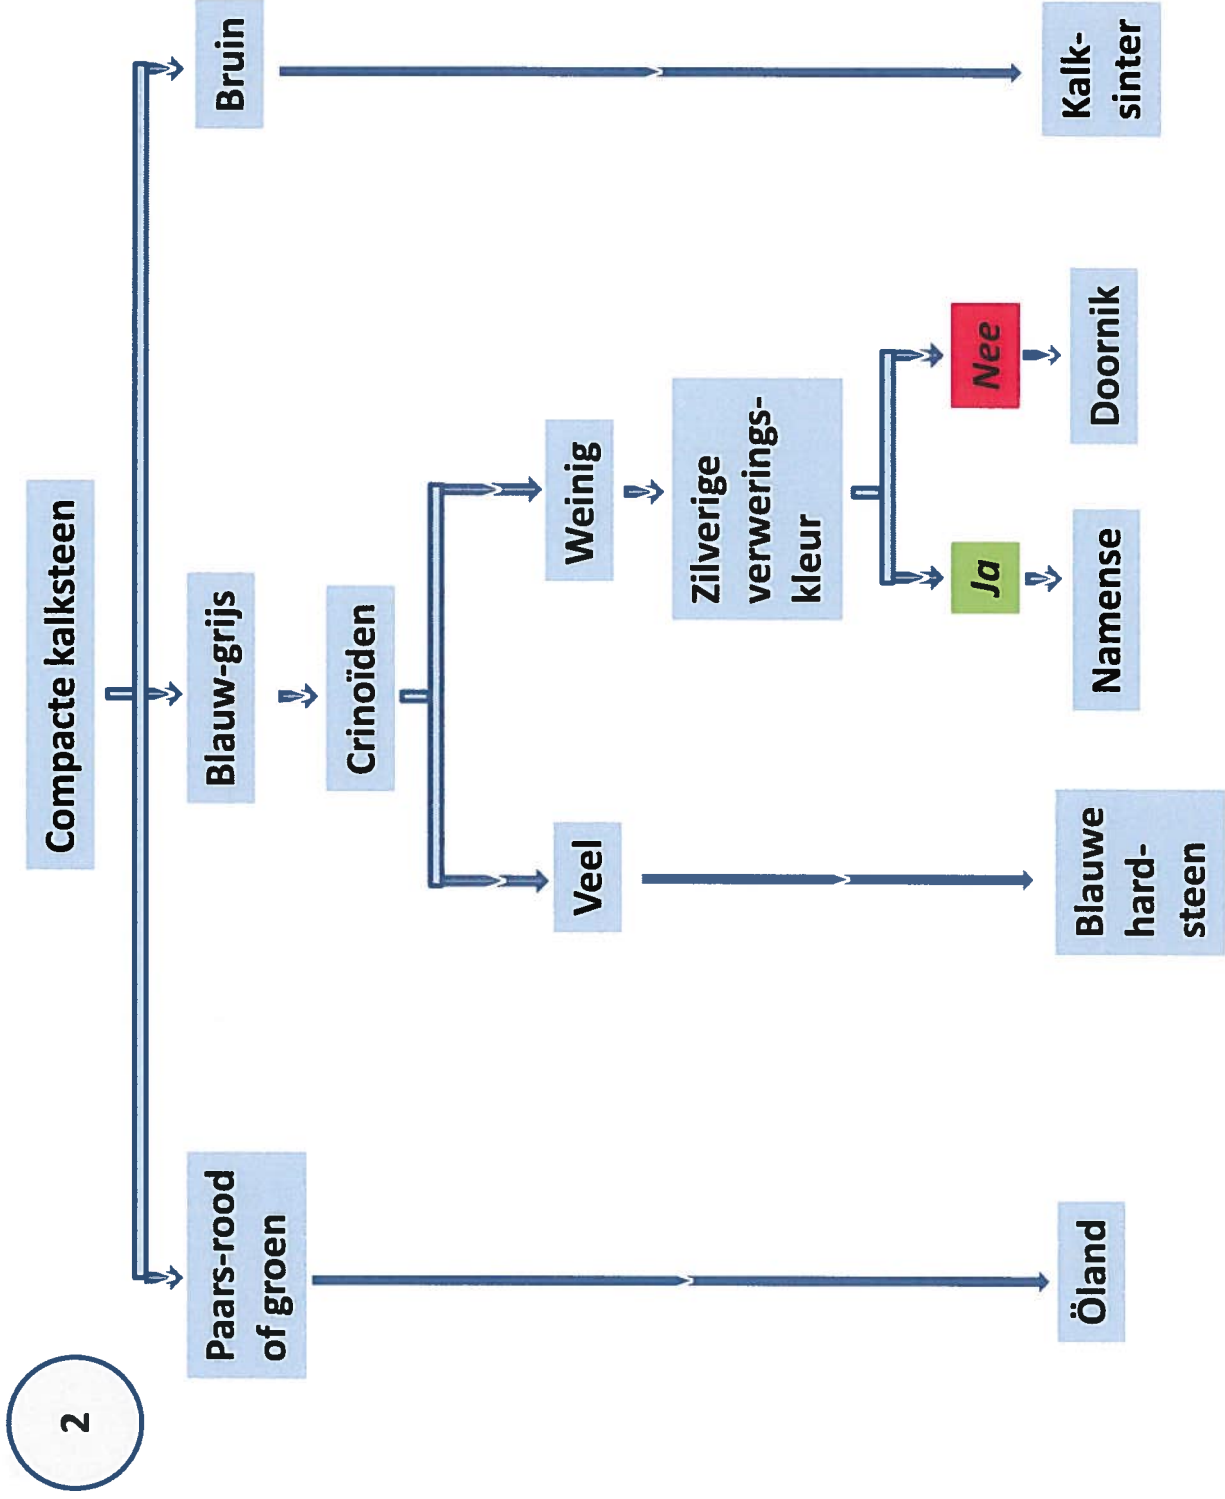 2
Compacte kalksteen
Paars-rood
of groen
Blauw-grijs
Bruin
Crinoïden
Veel
Weinig
Zilverige
verwerings-
kleur
Ja
Nee
Öland
Blauwe
hard-
steen
Namense
Doornik
Kalk-
sinter